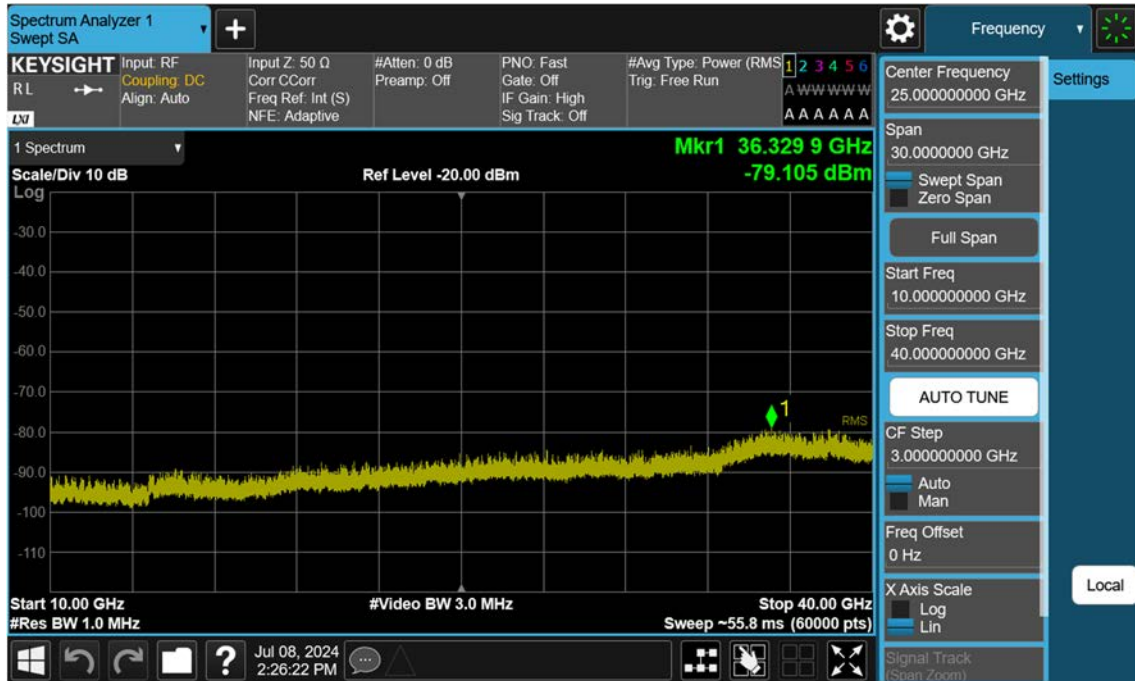 Spectrum Analyzer 1
Swept SA
Frequency
KEYSIGHT
R L
LXI
Input: RF
Coupling: DC
Align: Auto
Input Z: 50 Ω
Corr CCorr
Freq Ref: Int (S)
NFE: Adaptive
#Atten: 0 dB
Preamp: Off
PNO: Fast
Gate: Off
IF Gain: High
Sig Track: Off
#Avg Type: Power (RMS
Trig: Free Run
1 2 3 4 5 6
A W W W W W
A A A A A A
1 Spectrum
Scale/Div 10 dB
Ref Level -20.00 dBm
Mkr1 36.329 9 GHz
-79.105 dBm
Log
-30.0
-40.0
-50.0
-60.0
-70.0
-80.0
-90.0
-100
-110
1
RMS
Start 10.00 GHz
#Res BW 1.0 MHz
#Video BW 3.0 MHz
Stop 40.00 GHz
Sweep ~55.8 ms (60000 pts)
Center Frequency
25.000000000 GHz
Span
30.0000000 GHz
Swept Span
Zero Span
Full Span
Start Freq
10.000000000 GHz
Stop Freq
40.000000000 GHz
AUTO TUNE
CF Step
3.000000000 GHz
Auto
Man
Freq Offset
0 Hz
X Axis Scale
Log
Lin
Signal Track
(Span Zoom)
Settings
Local
?
Jul 08, 2024
2:26:22 PM